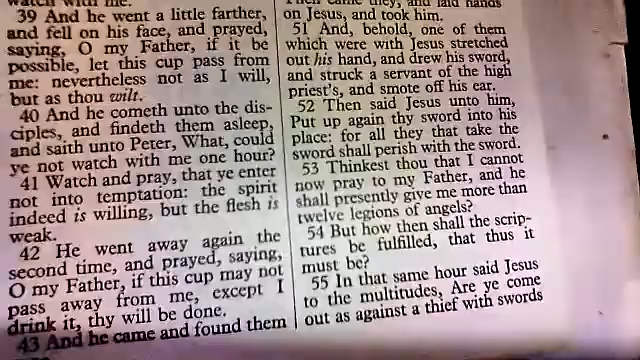 watch with me.
39 And he went a little farther,
and fell on his face, and prayed,
saying, O my Father, if it be
possible, let this cup pass from
me: nevertheless not as I will,
but as thou wilt.
40 And he cometh unto the dis-
ciples, and findeth them asleep,
and saith unto Peter, What, could
ye not watch with me one hour?
41 Watch and pray, that ye enter
not into temptation: the spirit
indeed is willing, but the flesh is
weak.
42 He went away again the
second time, and prayed, saying,
O my Father, if this cup may not
pass away from me, except I
drink it, thy will be done.
43 And he came and found them
Then came they, and laid hands
on Jesus, and took him.
51 And, behold, one of them
which were with Jesus stretched
out his hand, and drew his sword,
and struck a servant of the high
priest's, and smote off his ear.
52 Then said Jesus unto him,
Put up again thy sword into his
place: for all they that take the
sword shall perish with the sword.
53 Thinkest thou that I cannot
now pray to my Father, and he
shall presently give me more than
twelve legions of angels?
54 But how then shall the scrip-
tures be fulfilled, that thus it
must be?
55 In that same hour said Jesus
to the multitudes, Are ye come
out as against a thief with swords